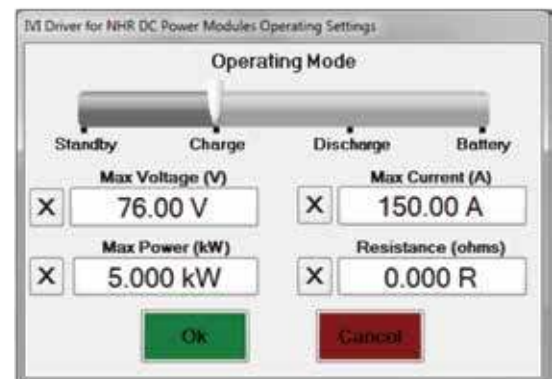 IVI Driver for NHR DC Power Modules Operating Settings
Operating Mode
Standby Charge Discharge Battery
Max Voltage (V) Max Current (A)
X 76.00 V X 150.00 A
Max Power (kW) Resistance (ohms)
X 5.000 kW X 0.000 R
Ok Cancel